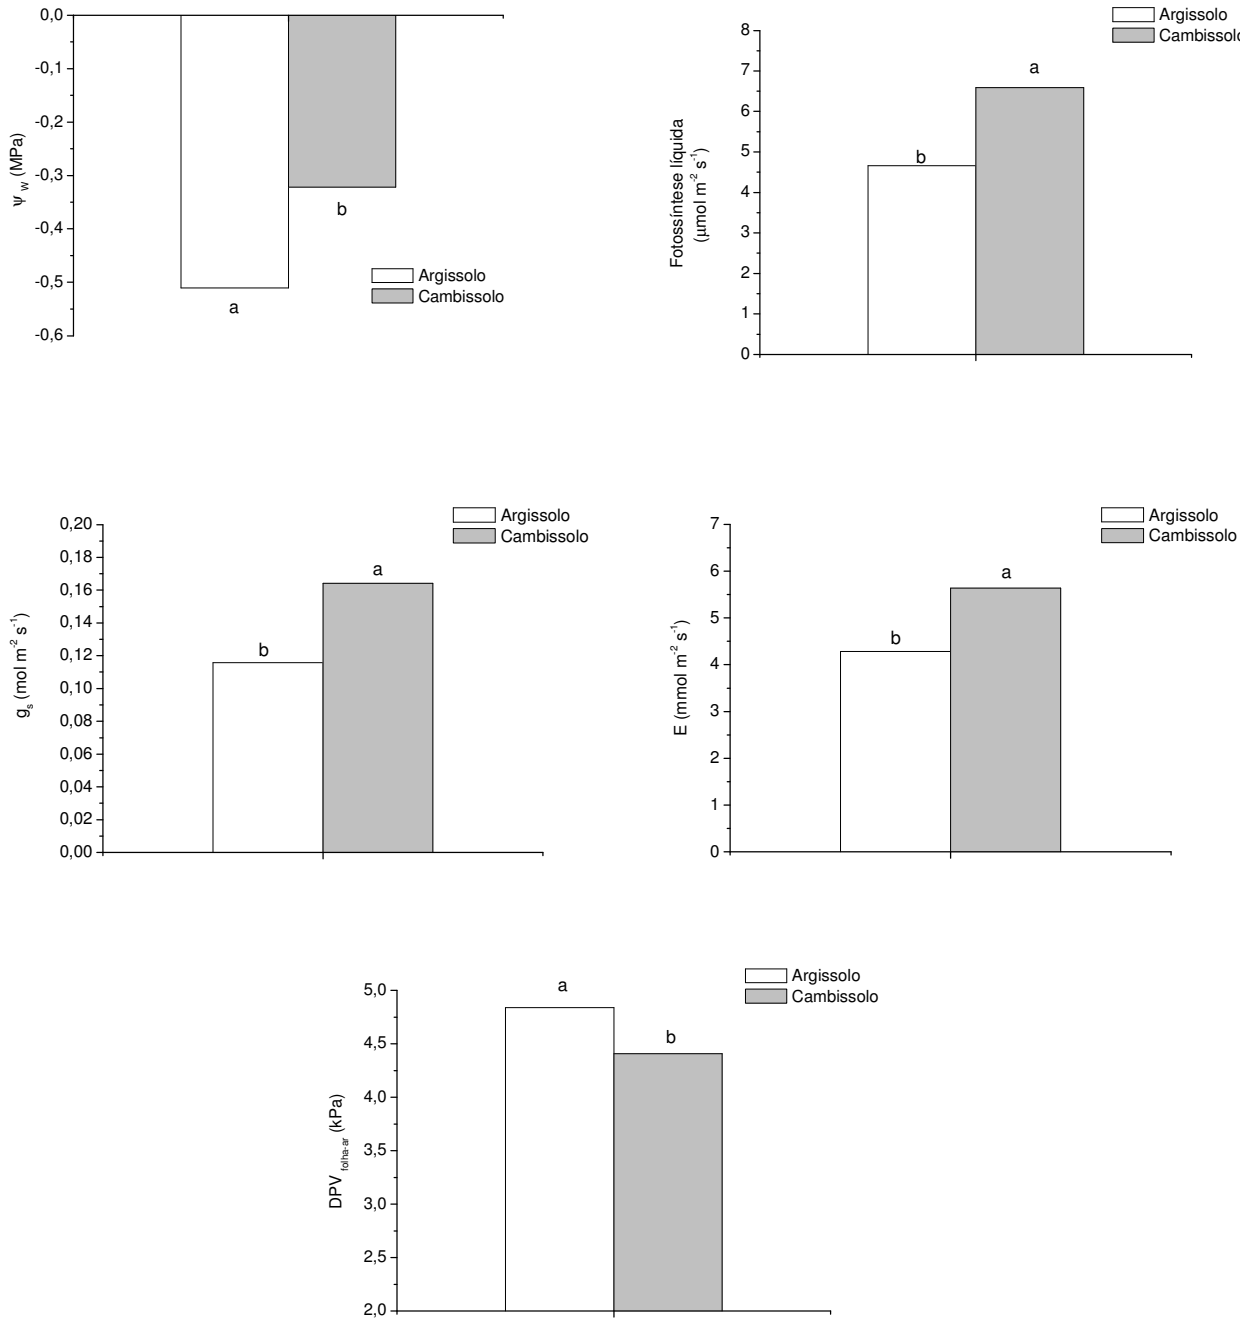 0,0
-0,1
-0,2
-0,3
-0,4
-0,5
-0,6
Ψ w (MPa)
a
b
Argissolo
Cambissolo
Argissolo
Cambissolo
8
7
6
5
4
3
2
1
0
Fotossíntese líquida
(µmol m-2 s-1)
b
a
Argissolo
Cambissolo
0,20
0,18
0,16
0,14
0,12
0,10
0,08
0,06
0,04
0,02
0,00
gs (mol m-2 s-1)
b
a
Argissolo
Cambissolo
7
6
5
4
3
2
1
0
E (mmol m-2 s-1)
b
a
Argissolo
Cambissolo
5,0
4,5
4,0
3,5
3,0
2,5
2,0
DPV folha-ar (kPa)
a
b